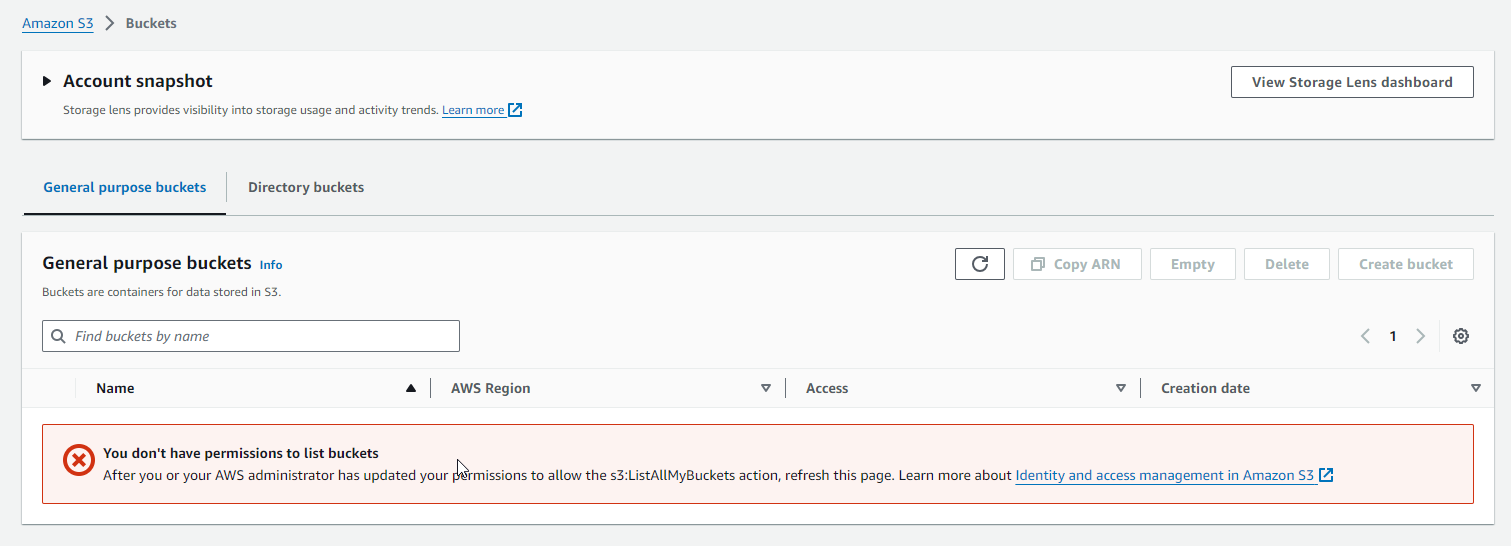 Amazon S3 > Buckets
Account snapshot
View Storage Lens dashboard
Storage lens provides visibility into storage usage and activity trends. Learn more
General purpose buckets
Directory buckets
General purpose buckets Info
Copy ARN
Empty
Delete
Create bucket
Buckets are containers for data stored in S3.
Find buckets by name
1
Name
AWS Region
Access
Creation date
You don't have permissions to list buckets
After you or your AWS administrator has updated your permissions to allow the s3:ListAllMyBuckets action, refresh this page. Learn more about Identity and access management in Amazon S3